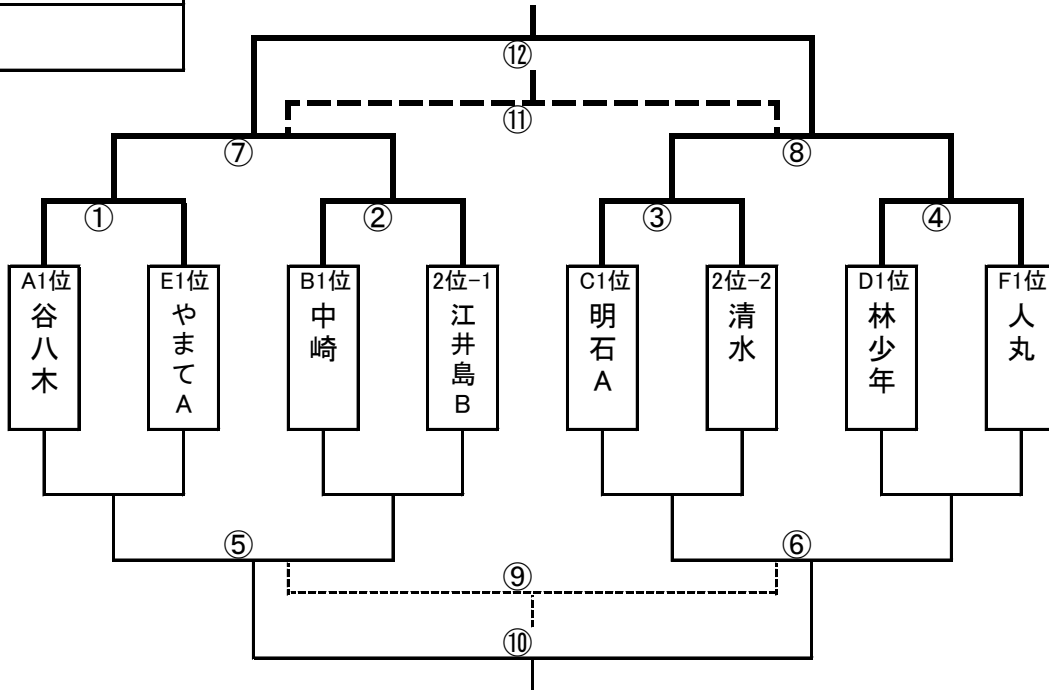 ⑫
⑪
⑦
⑧
①
②
③
④
A1位
谷八木
E1位
やまてA
B1位
中崎
2位-1
江井島B
C1位
明石A
2位-2
清水
D1位
林少年
F1位
人丸
⑤
⑥
⑨
⑩